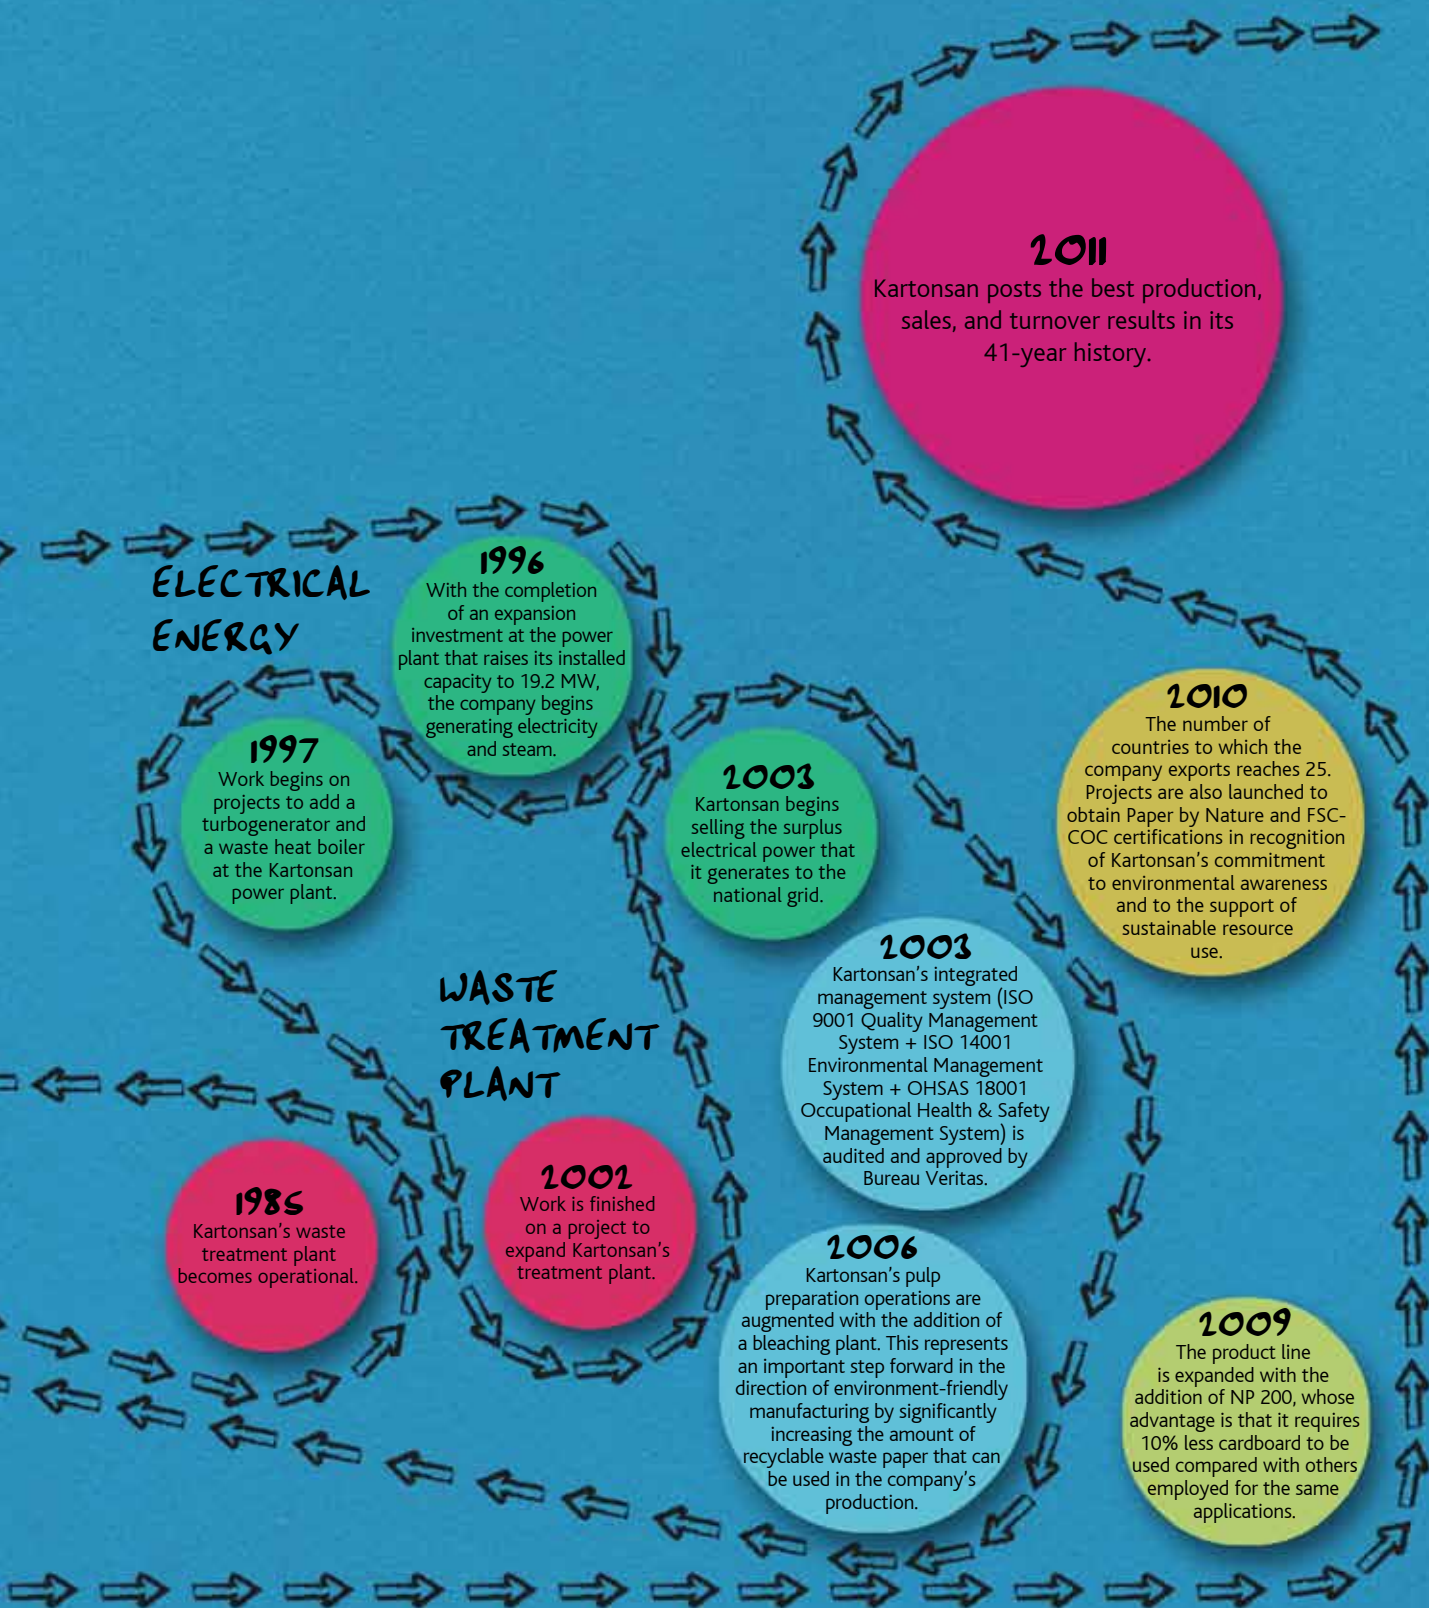 2011
Kartonsan posts the best production,
sales, and turnover results in its
41-year history.
ELECTRICAL
ENERGY
1996
With the completion
of an expansion
investment at the power
plant that raises its installed
capacity to 19.2 MW,
the company begins
generating electricity
and steam.
1997
Work begins on
projects to add a
turbogenerator and
a waste heat boiler
at the Kartonsan
power plant.
2003
Kartonsan begins
selling the surplus
electrical power that
it generates to the
national grid.
2010
The number of
countries to which the
company exports reaches 25.
Projects are also launched to
obtain Paper by Nature and FSC-
COC certifications in recognition
of Kartonsan's commitment
to environmental awareness
and to the support of
sustainable resource
use.
2003
Kartonsan's integrated
management system (ISO
9001 Quality Management
System + ISO 14001
Environmental Management
System + OHSAS 18001
Occupational Health & Safety
Management System) is
audited and approved by
Bureau Veritas.
WASTE
TREATMENT
PLANT
1985
Kartonsan's waste
treatment plant
becomes operational.
2002
Work is finished
on a project to
expand Kartonsan's
treatment plant.
2006
Kartonsan's pulp
preparation operations are
augmented with the addition of
a bleaching plant. This represents
an important step forward in the
direction of environment-friendly
manufacturing by significantly
increasing the amount of
recyclable waste paper that can
be used in the company's
production.
2009
The product line
is expanded with the
addition of NP 200, whose
advantage is that it requires
10% less cardboard to be
used compared with others
employed for the same
applications.